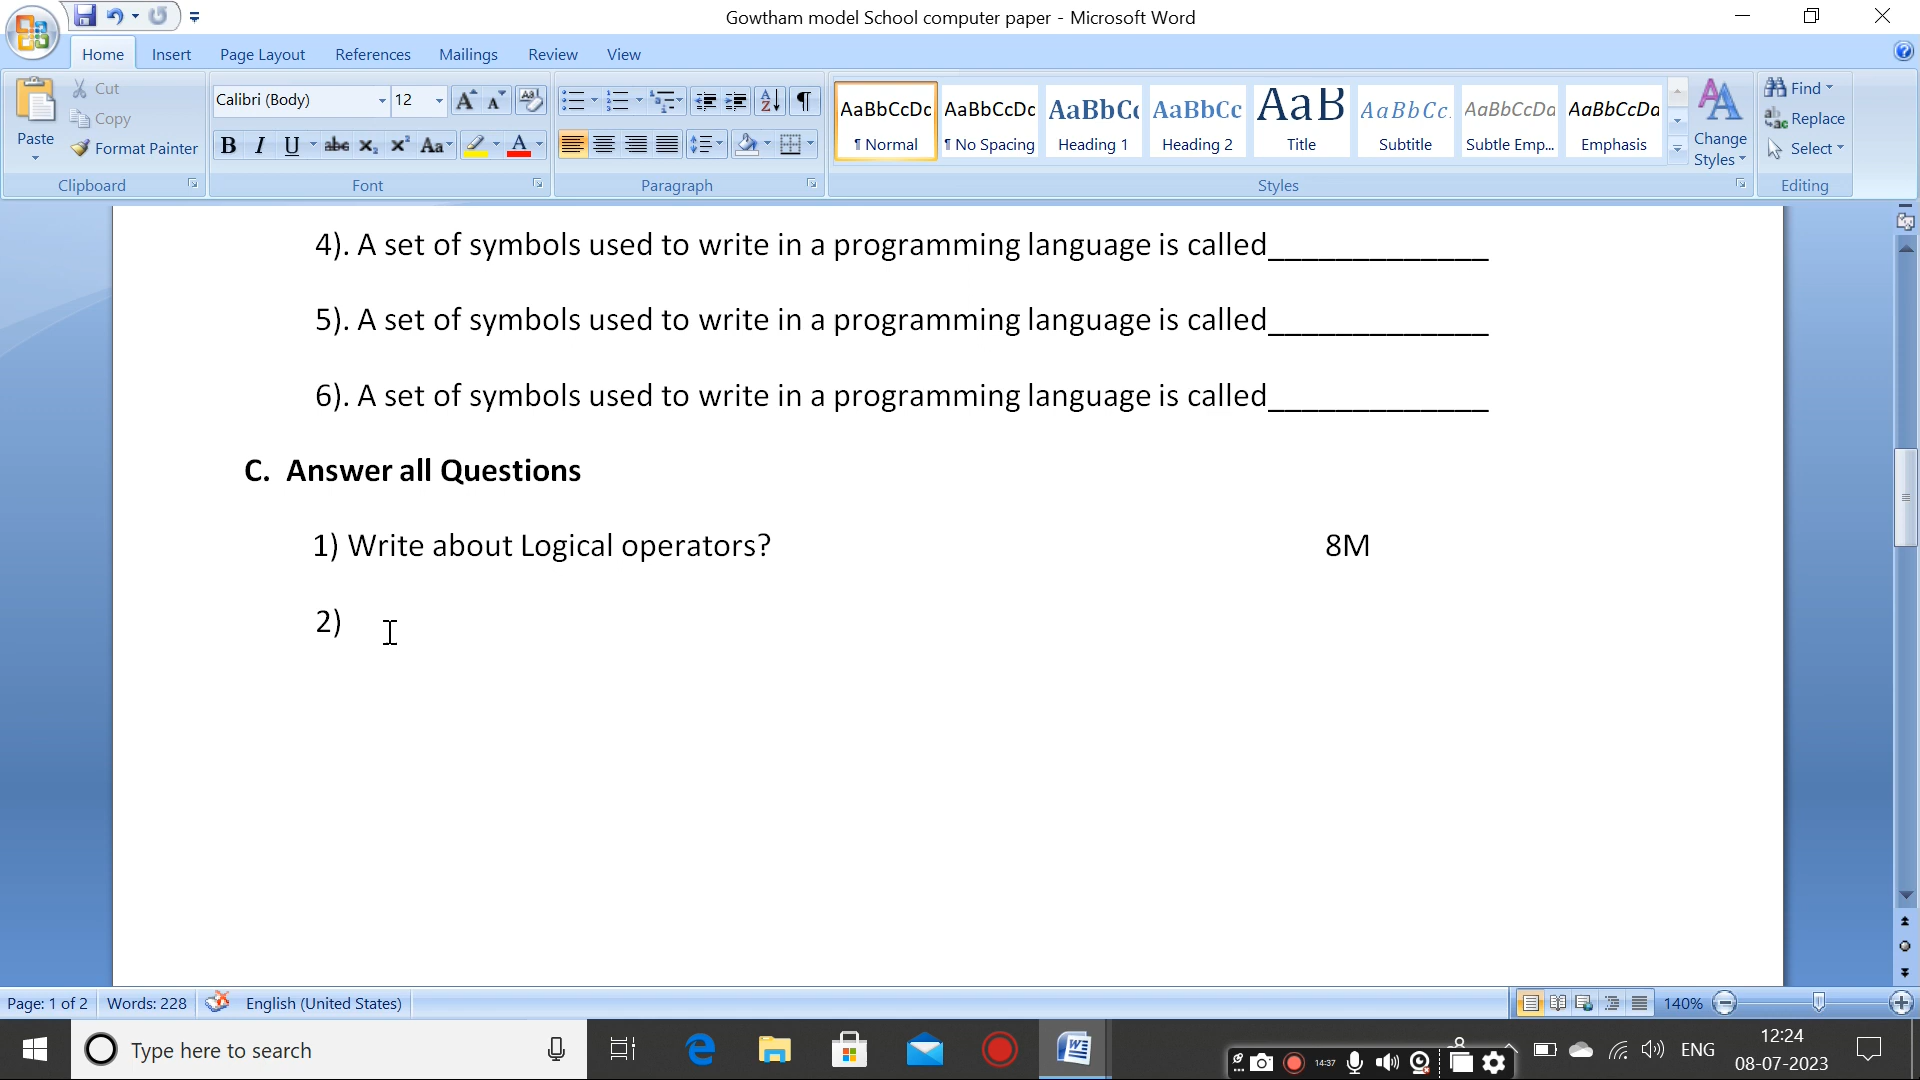 Gowtham model School computer paper - Microsoft Word
Home Insert Page Layout References Mailings Review View
Paste
Cut
Copy
Format Painter
Clipboard
Calibri (Body) 12
B I U abc X₂ X² Aa A
Font
Paragraph
AaBbCcDc AaBbCcDc AaBbCc AaBbCc AaB AaBbCc. AaBbCcDa AaBbCcDa
¶ Normal ¶ No Spacing Heading 1 Heading 2 Title Subtitle Subtle Emp... Emphasis
Change Styles
Styles
Find
Replace
Select
Editing
4). A set of symbols used to write in a programming language is called_____________
5). A set of symbols used to write in a programming language is called_____________
6). A set of symbols used to write in a programming language is called_____________
C. Answer all Questions
1) Write about Logical operators? 8M
2)
Page: 1 of 2 Words: 228 English (United States) 140%
Type here to search
14:37
ENG
12:24
08-07-2023